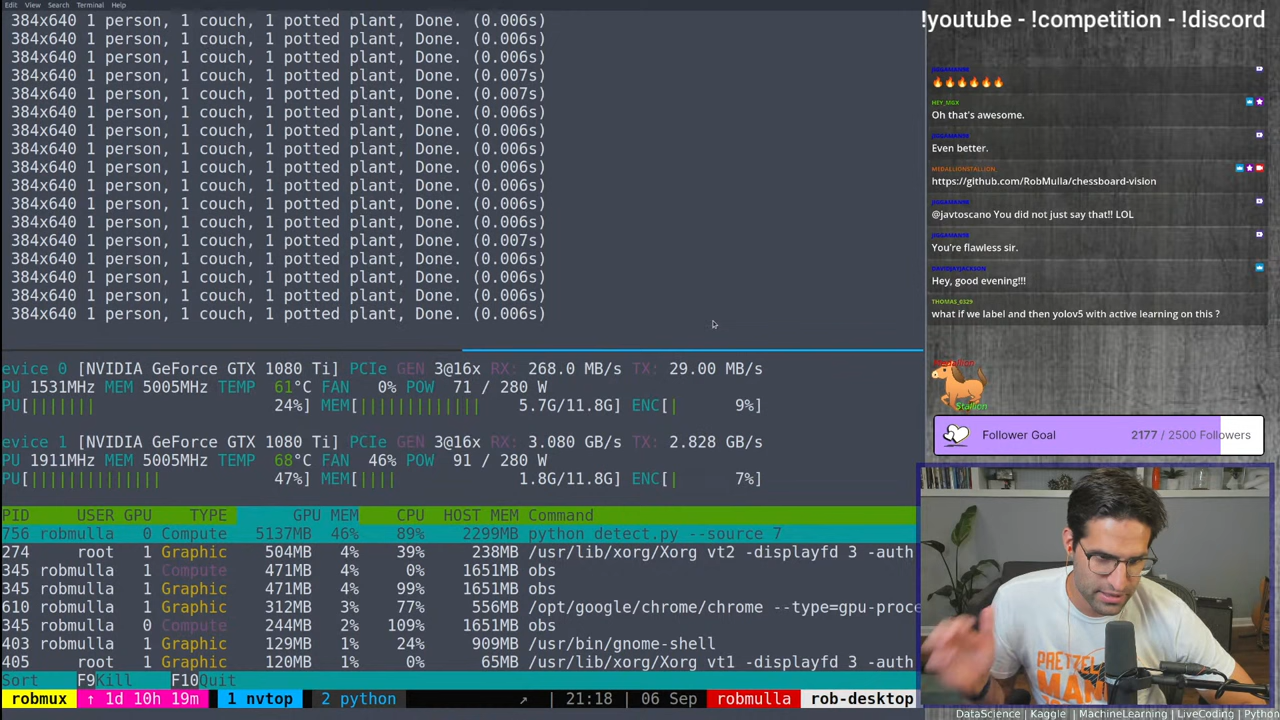 Edit View Search Terminal Help
384x640 1 person, 1 couch, 1 potted plant, Done. (0.006s)
384x640 1 person, 1 couch, 1 potted plant, Done. (0.006s)
384x640 1 person, 1 couch, 1 potted plant, Done. (0.006s)
384x640 1 person, 1 couch, 1 potted plant, Done. (0.007s)
384x640 1 person, 1 couch, 1 potted plant, Done. (0.007s)
384x640 1 person, 1 couch, 1 potted plant, Done. (0.006s)
384x640 1 person, 1 couch, 1 potted plant, Done. (0.006s)
384x640 1 person, 1 couch, 1 potted plant, Done. (0.006s)
384x640 1 person, 1 couch, 1 potted plant, Done. (0.006s)
384x640 1 person, 1 couch, 1 potted plant, Done. (0.006s)
384x640 1 person, 1 couch, 1 potted plant, Done. (0.006s)
384x640 1 person, 1 couch, 1 potted plant, Done. (0.006s)
384x640 1 person, 1 couch, 1 potted plant, Done. (0.007s)
384x640 1 person, 1 couch, 1 potted plant, Done. (0.006s)
384x640 1 person, 1 couch, 1 potted plant, Done. (0.006s)
384x640 1 person, 1 couch, 1 potted plant, Done. (0.006s)
384x640 1 person, 1 couch, 1 potted plant, Done. (0.006s)
evice 0 [NVIDIA GeForce GTX 1080 Ti] PCIe GEN 3@16x RX: 268.0 MB/s TX: 29.00 MB/s
PU 1531MHz MEM 5005MHz TEMP 61°C FAN 0% POW 71 / 280 W
PU[||||||| 24%] MEM[||||||||||||| 5.7G/11.8G] ENC[| 9%]
evice 1 [NVIDIA GeForce GTX 1080 Ti] PCIe GEN 3@16x RX: 3.080 GB/s TX: 2.828 GB/s
PU 1911MHz MEM 5005MHz TEMP 68°C FAN 46% POW 91 / 280 W
PU[|||||||||||||| 47%] MEM[|||| 1.8G/11.8G] ENC[| 7%]
PID USER GPU TYPE GPU MEM CPU HOST MEM Command
756 robmulla 0 Compute 5137MB 46% 89% 2299MB python detect.py --source 7
274 root 1 Graphic 504MB 4% 39% 238MB /usr/lib/xorg/Xorg vt2 -displayfd 3 -auth
345 robmulla 1 Compute 471MB 4% 0% 1651MB obs
345 robmulla 1 Graphic 471MB 4% 99% 1651MB obs
610 robmulla 1 Graphic 312MB 3% 77% 556MB /opt/google/chrome/chrome --type=gpu-proce
345 robmulla 0 Compute 244MB 2% 109% 1651MB obs
403 robmulla 1 Graphic 129MB 1% 24% 909MB /usr/bin/gnome-shell
405 root 1 Graphic 120MB 1% 0% 65MB /usr/lib/xorg/Xorg vt1 -displayfd 3 -auth
Sort F9Kill F10Quit
robmux ↑ 1d 10h 19m 1 nvtop 2 python ↗ | 21:18 | 06 Sep robmulla rob-desktop
!youtube - !competition - !discord
🔥🔥🔥🔥🔥🔥
HEY_MGX
Oh that's awesome.
Even better.
MEDALLIONSTALLION_
https://github.com/RobMulla/chessboard-vision
@javtoscano You did not just say that!! LOL
You're flawless sir.
Hey, good evening!!!
THOMAS_0329
what if we label and then yolov5 with active learning on this ?
Medallion
Stallion
Follower Goal 2177 / 2500 Followers
PRETZEL
MAN
DataScience | Kaggle | MachineLearning | LiveCoding | Python